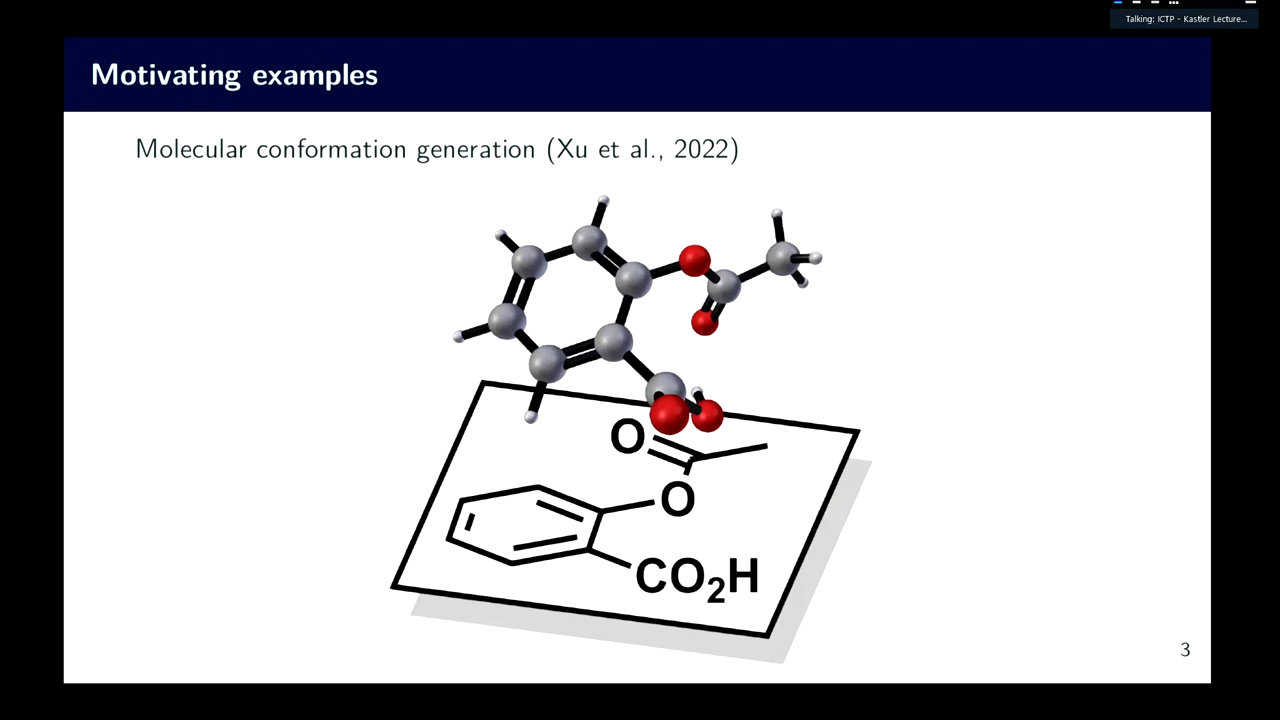 Talking: ICTP - Kastler Lecture...
Motivating examples
Molecular conformation generation (Xu et al., 2022)
O
O
CO₂H
3